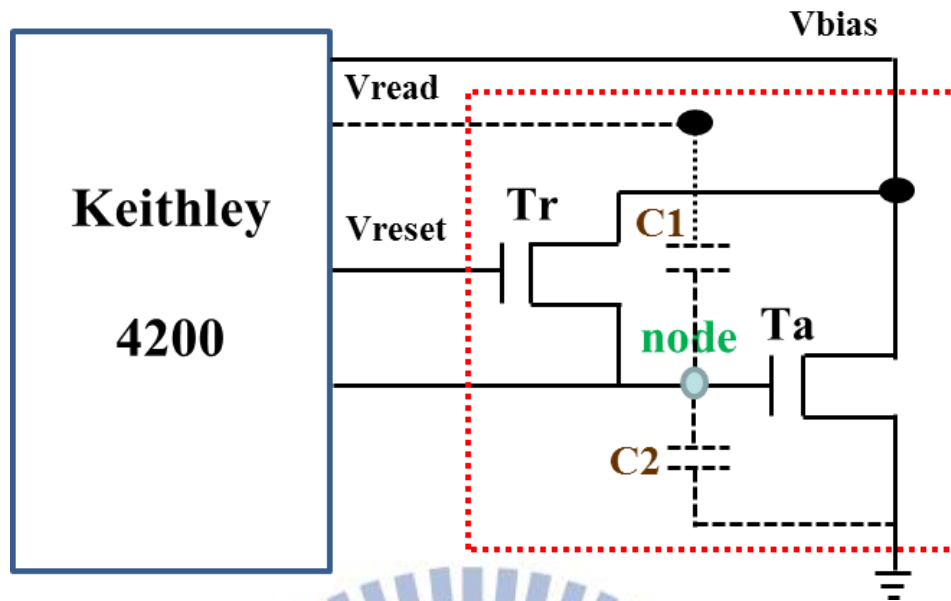 Vbias
Vread
Keithley
4200
Tr
Vreset
C1
node
Ta
C2